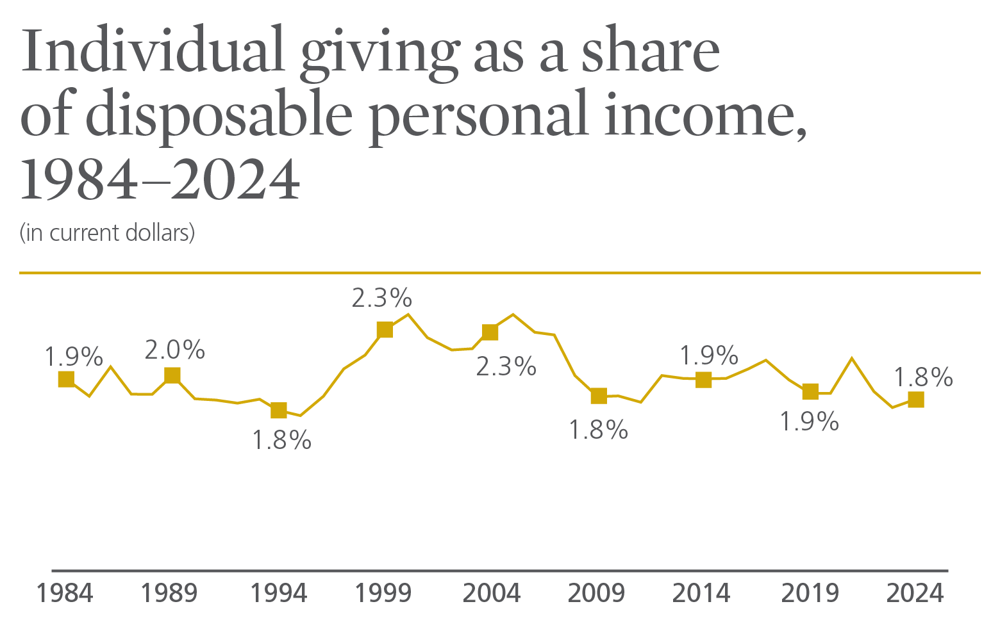 Individual giving as a share
of disposable personal income,
1984–2024
(in current dollars)
1.9%
2.0%
1.8%
2.3%
2.3%
1.8%
1.9%
1.9%
1.8%
1984 1989 1994 1999 2004 2009 2014 2019 2024